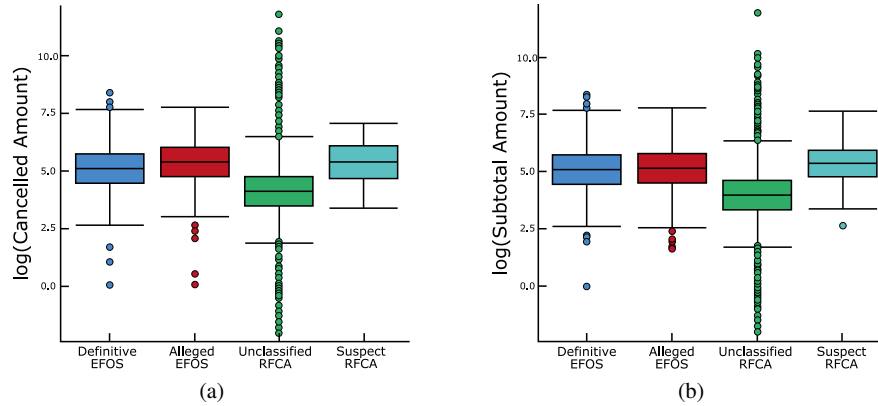 log(Cancelled Amount)
10.0
7.5
5.0
2.5
0.0
Definitive EFOS
Alleged EFOS
Unclassified RFCA
Suspect RFCA
(a)
log(Subtotal Amount)
10.0
7.5
5.0
2.5
0.0
Definitive EFOS
Alleged EFOS
Unclassified RFCA
Suspect RFCA
(b)